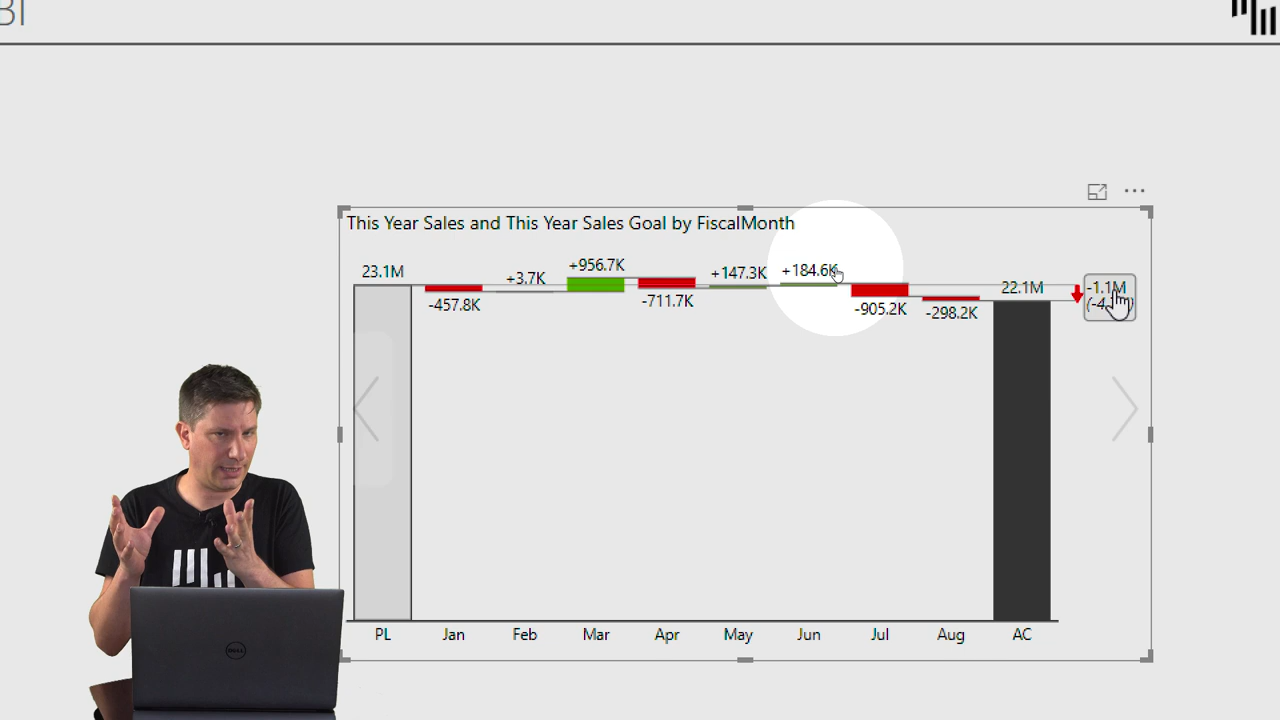 BI
This Year Sales and This Year Sales Goal by FiscalMonth
23.1M
-457.8K
+3.7K
+956.7K
-711.7K
+147.3K
+184.6K
-905.2K
-298.2K
22.1M
-1.1M
PL Jan Feb Mar Apr May Jun Jul Aug AC
DELL